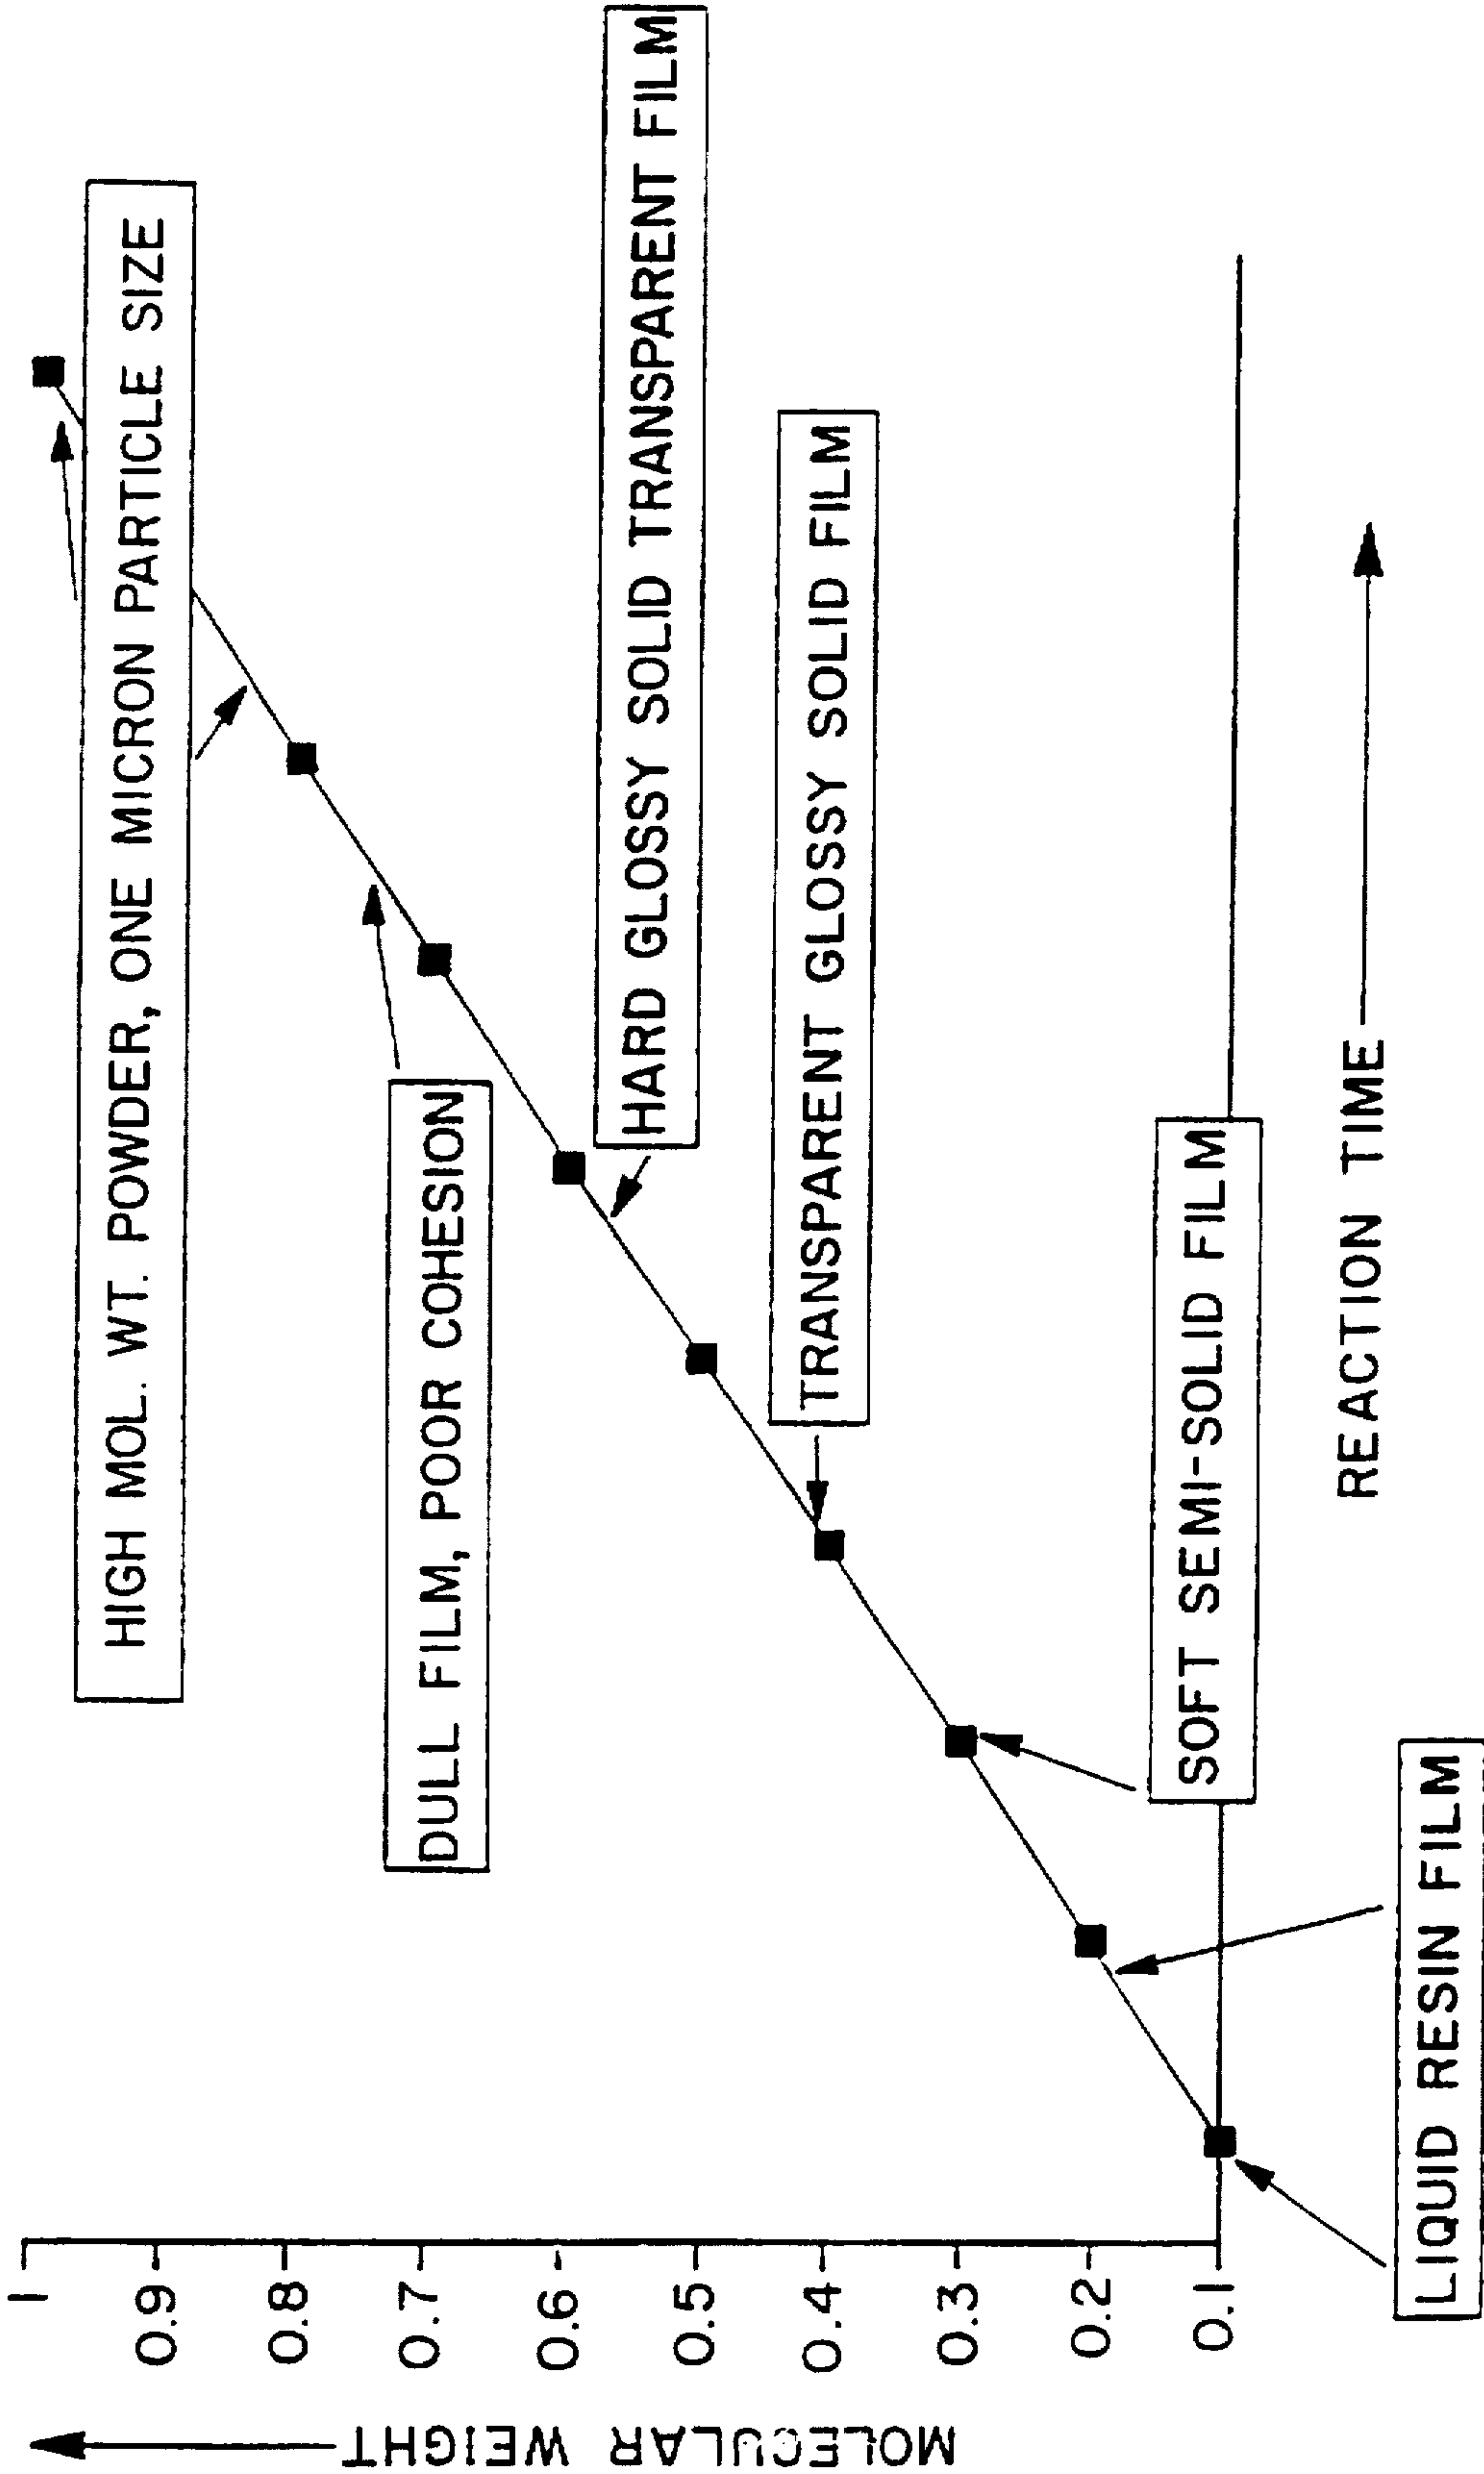 HIGH MOL. WT. POWDER, ONE MICRON PARTICLE SIZE
DULL FILM, POOR COHESION
HARD GLOSSY SOLID TRANSPARENT FILM
TRANSPARENT GLOSSY SOLID FILM
SOFT SEMI-SOLID FILM
LIQUID RESIN FILM
MOLECULAR WEIGHT
1
0.9
0.8
0.7
0.6
0.5
0.4
0.3
0.2
0.1
REACTION TIME